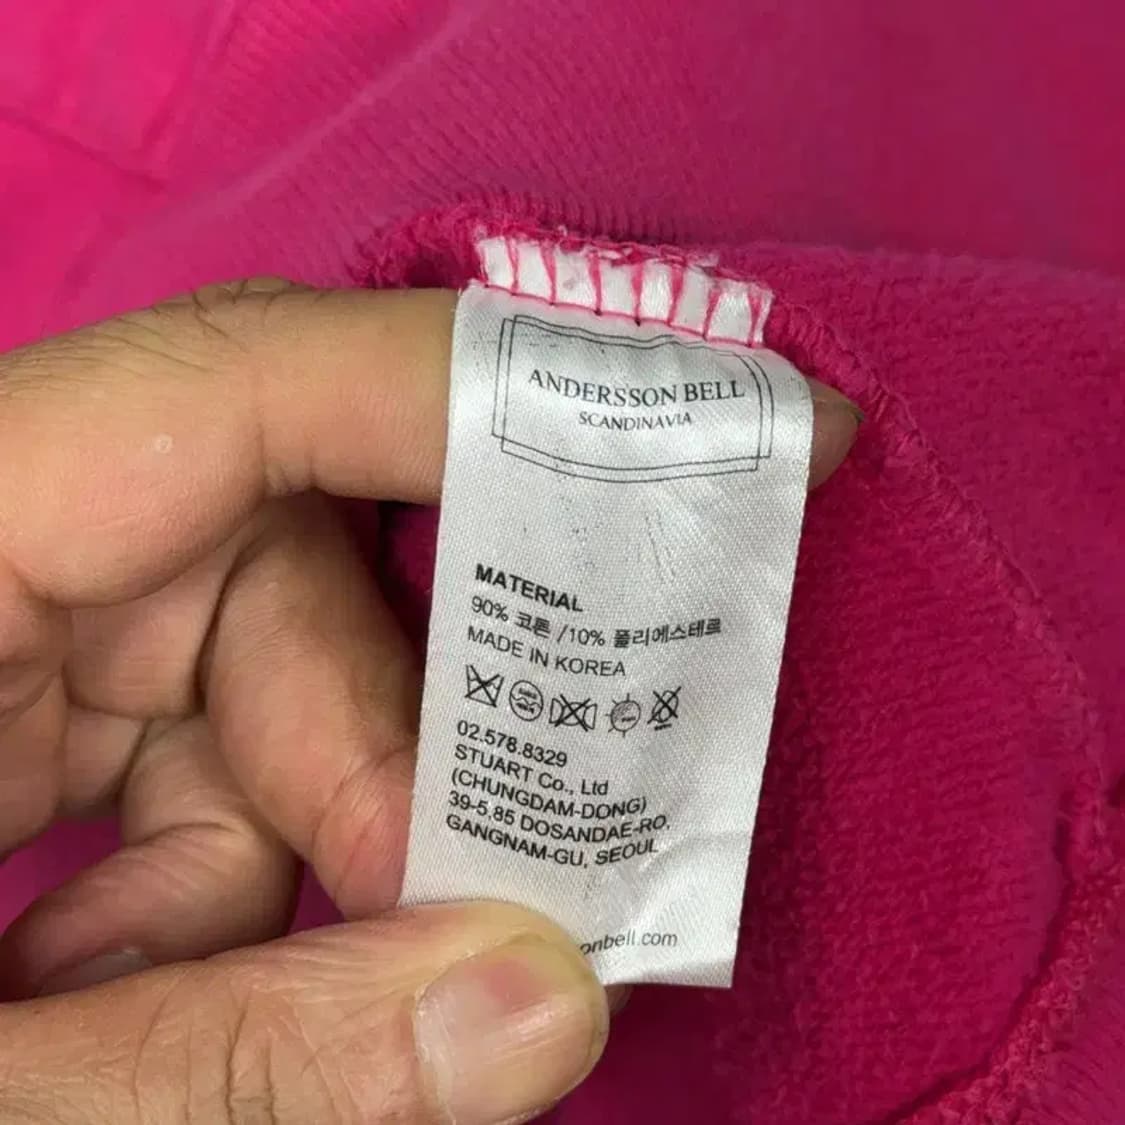 ANDERSSON BELL
SCANDINAVIA
MATERIAL
90% 코튼 /10% 폴리에스테르
MADE IN KOREA
02.578.8329
STUART Co., Ltd
(CHUNGDAM-DONG)
39-5.85 DOSANDAE-RO,
GANGNAM-GU, SEOUL
onbell.com